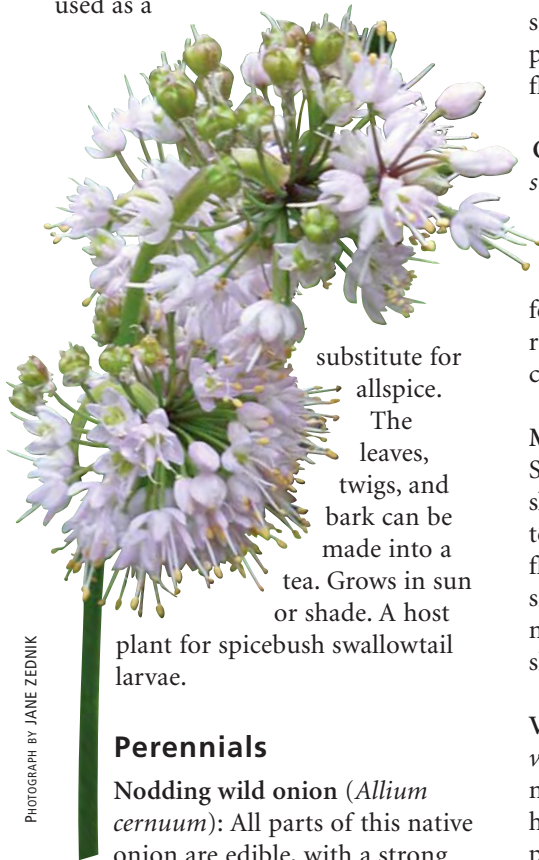 used as a
substitute for
allspice.
The
leaves,
twigs, and
bark can be
made into a
tea. Grows in sun
or shade. A host
plant for spicebush swallowtail
larvae.
Perennials
Nodding wild onion (Allium
cernuum): All parts of this native
onion are edible, with a strong
PHOTOGRAPH BY JANE ZEDNIK